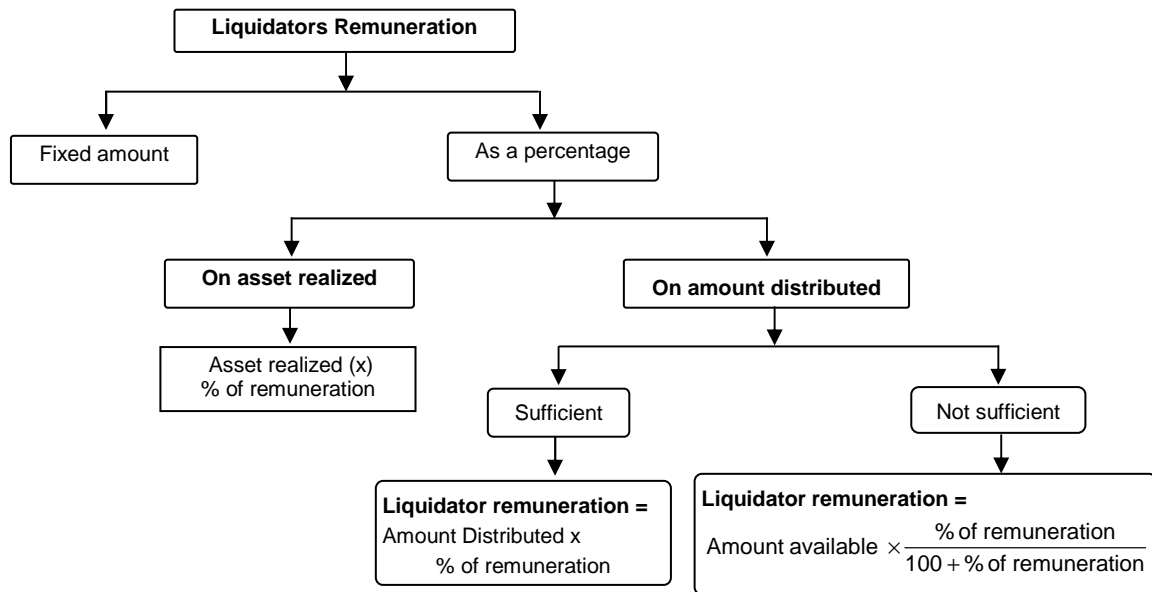 Liquidators Remuneration
Fixed amount
As a percentage
On asset realized
On amount distributed
Asset realized (x)
% of remuneration
Sufficient
Not sufficient
Liquidator remuneration =
Amount Distributed x
% of remuneration
Liquidator remuneration =
Amount available × % of remuneration / 100 + % of remuneration